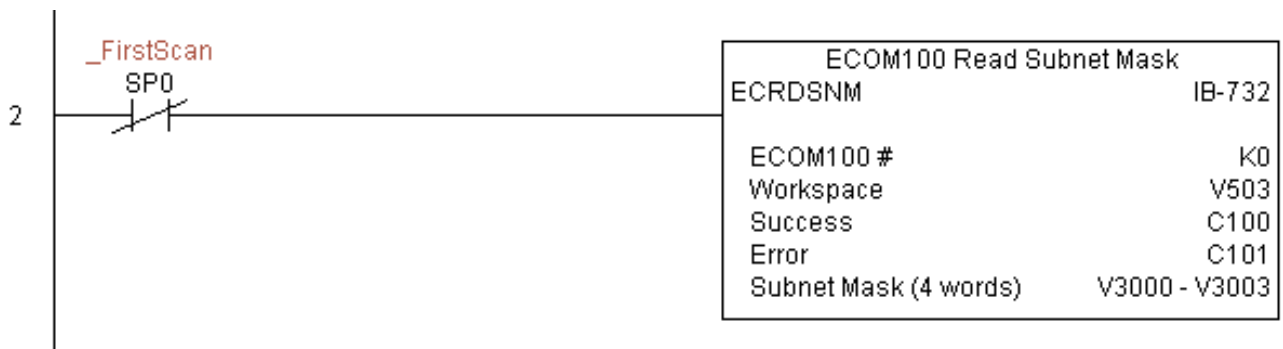 _FirstScan
SP0
2
ECOM100 Read Subnet Mask
ECRDSNM IB-732
ECOM100 # K0
Workspace V503
Success C100
Error C101
Subnet Mask (4 words) V3000 - V3003